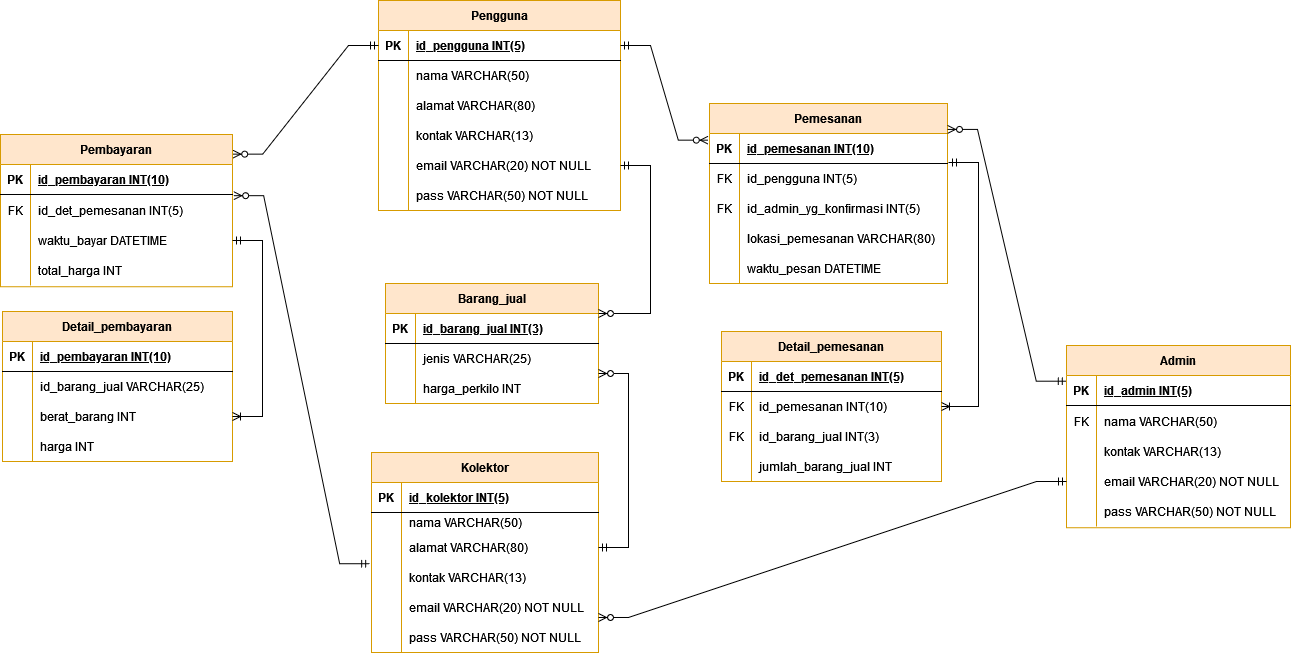 Pengguna
PK id_pengguna INT(5)
nama VARCHAR(50)
alamat VARCHAR(80)
kontak VARCHAR(13)
email VARCHAR(20) NOT NULL
pass VARCHAR(50) NOT NULL
Pembayaran
PK id_pembayaran INT(10)
FK id_det_pemesanan INT(5)
waktu_bayar DATETIME
total_harga INT
Detail_pembayaran
PK id_pembayaran INT(10)
id_barang_jual VARCHAR(25)
berat_barang INT
harga INT
Barang_jual
PK id_barang_jual INT(3)
jenis VARCHAR(25)
harga_perkilo INT
Kolektor
PK id_kolektor INT(5)
nama VARCHAR(50)
alamat VARCHAR(80)
kontak VARCHAR(13)
email VARCHAR(20) NOT NULL
pass VARCHAR(50) NOT NULL
Pemesanan
PK id_pemesanan INT(10)
FK id_pengguna INT(5)
FK id_admin_yg_konfirmasi INT(5)
lokasi_pemesanan VARCHAR(80)
waktu_pesan DATETIME
Detail_pemesanan
PK id_det_pemesanan INT(5)
FK id_pemesanan INT(10)
FK id_barang_jual INT(3)
jumlah_barang_jual INT
Admin
PK id_admin INT(5)
FK nama VARCHAR(50)
kontak VARCHAR(13)
email VARCHAR(20) NOT NULL
pass VARCHAR(50) NOT NULL